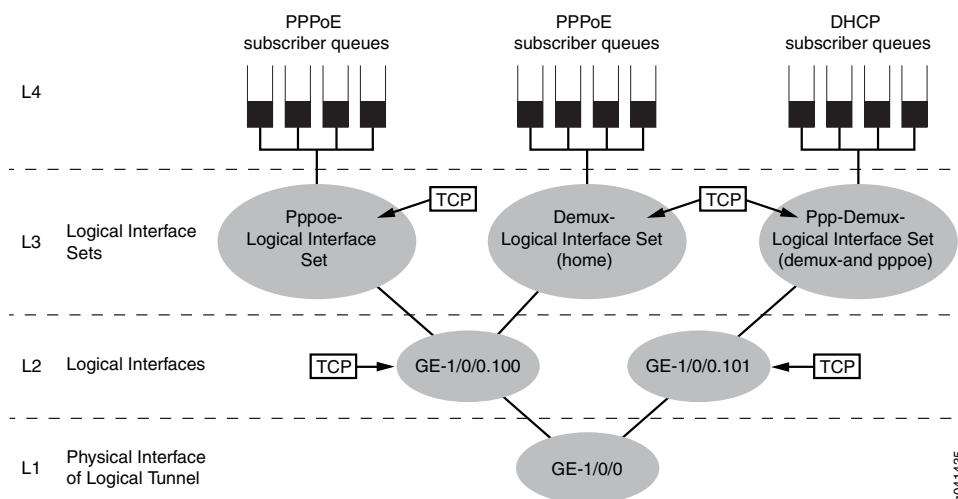 PPPoE
subscriber queues
PPPoE
subscriber queues
DHCP
subscriber queues
L4
TCP
TCP
L3
Logical Interface
Sets
Pppoe-
Logical Interface
Set
Demux-
Logical Interface Set
(home)
Ppp-Demux-
Logical Interface Set
(demux-and pppoe)
L2
Logical Interfaces
TCP
GE-1/0/0.100
GE-1/0/0.101
TCP
L1
Physical Interface
of Logical Tunnel
GE-1/0/0